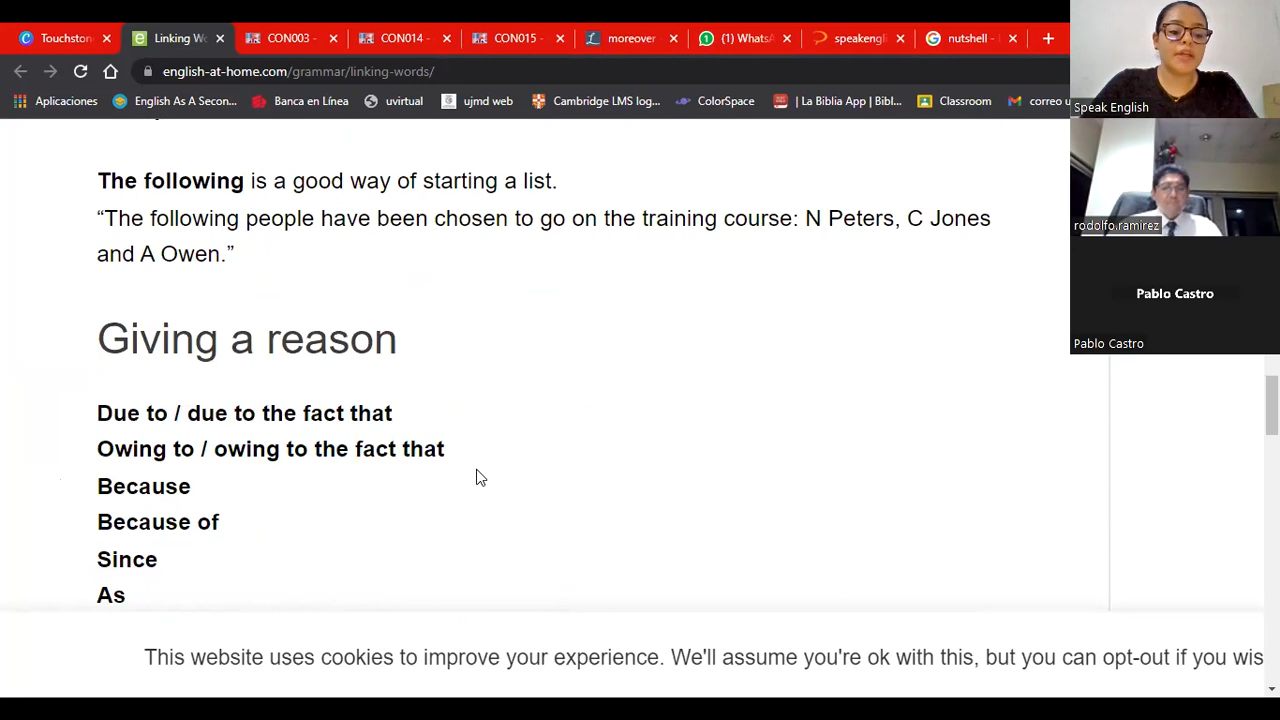 Touchstone
Linking Wo
CON003 -
CON014 -
CON015 -
moreover -
(1) WhatsA
speakengli
nutshell -
english-at-home.com/grammar/linking-words/
Aplicaciones
English As A Secon...
Banca en Línea
uvirtual
ujmd web
Cambridge LMS log...
ColorSpace
| La Biblia App | Bibl...
Classroom
correo u
Speak English
rodolfo.ramirez
Pablo Castro
Pablo Castro
The following is a good way of starting a list.
“The following people have been chosen to go on the training course: N Peters, C Jones
and A Owen.”
Giving a reason
Due to / due to the fact that
Owing to / owing to the fact that
Because
Because of
Since
As
This website uses cookies to improve your experience. We'll assume you're ok with this, but you can opt-out if you wis